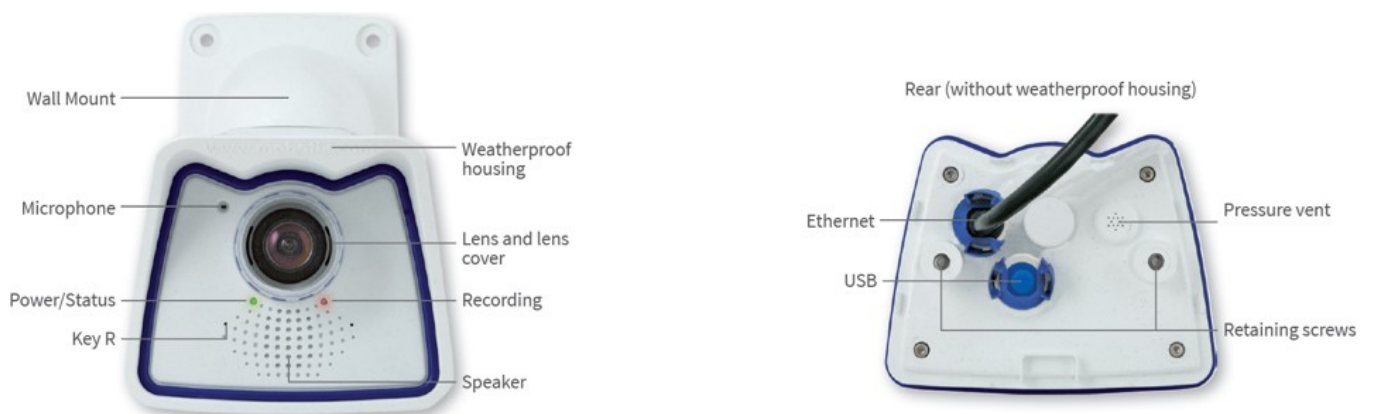 Wall Mount
Weatherproof
housing
Microphone
Lens and lens
cover
Power/Status
Recording
Key R
Speaker
Rear (without weatherproof housing)
Ethernet
Pressure vent
USB
Retaining screws